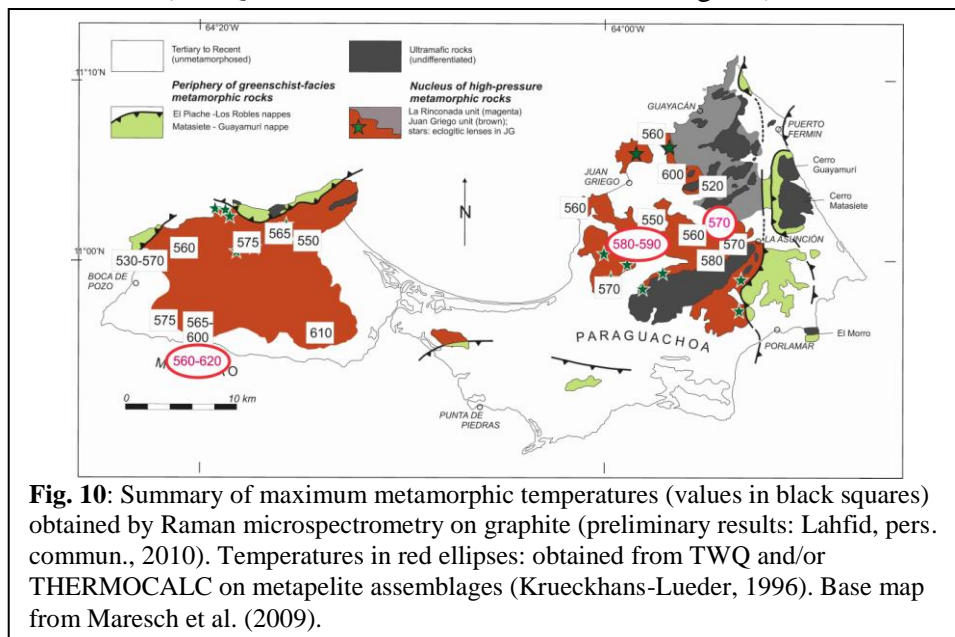 64°20'W
64°00'W
11°10'N
11°00'N
Tertiary to Recent
(unmetamorphosed)
Ultramafic rocks
(undifferentiated)
Periphery of greenschist-facies
metamorphic rocks
Nucleus of high-pressure
metamorphic rocks
El Piache -Los Robles nappes
Matasiete - Guayamurí nappe
La Rinconada unit (magenta)
Juan Griego unit (brown);
stars: eclogitic lenses in JG
GUAYACÁN
PUERTO
FERMIN
560
JUAN
GRIEGO
600
520
Cerro
Guayamurí
Cerro
Matasiete
N
560
550
570
560
575
565
550
560
580-590
570
LA ASUNCIÓN
530-570
BOCA DE
POZO
580
570
575
565-
600
610
PARAGUACHOA
El Morro
PORLAMAR
560-620
M
O
0
10 km
PUNTA DE
PIEDRAS
Fig. 10: Summary of maximum metamorphic temperatures (values in black squares)
obtained by Raman microspectrometry on graphite (preliminary results: Lahfid, pers.
commun., 2010). Temperatures in red ellipses: obtained from TWQ and/or
THERMOCALC on metapelite assemblages (Krueckhans-Lueder, 1996). Base map
from Maresch et al. (2009).